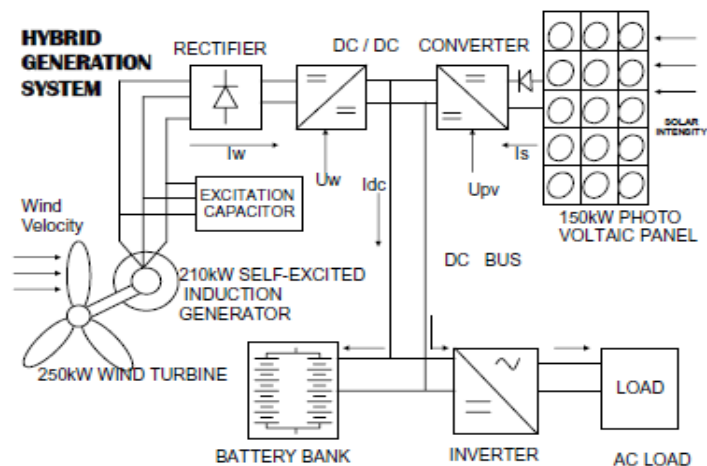 HYBRID
GENERATION
SYSTEM
RECTIFIER
DC / DC
CONVERTER
SOLAR
INTENSITY
Iw
Uw
Idc
Upv
Is
EXCITATION
CAPACITOR
150kW PHOTO
VOLTAIC PANEL
Wind
Velocity
210kW SELF-EXCITED
INDUCTION
GENERATOR
DC BUS
250kW WIND TURBINE
LOAD
BATTERY BANK
INVERTER
AC LOAD